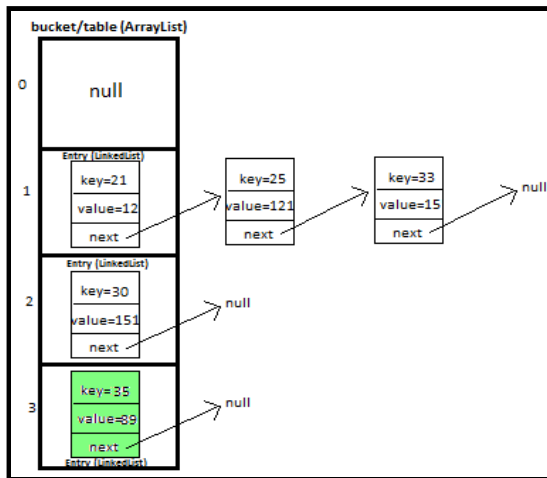 bucket/table (ArrayList)
0
null
Entry (LinkedList)
1
key=21
value=12
next
key=25
value=121
next
key=33
value=15
next
null
Entry (LinkedList)
2
key=30
value=151
next
null
3
key=35
value=89
next
null
Entry (LinkedList)